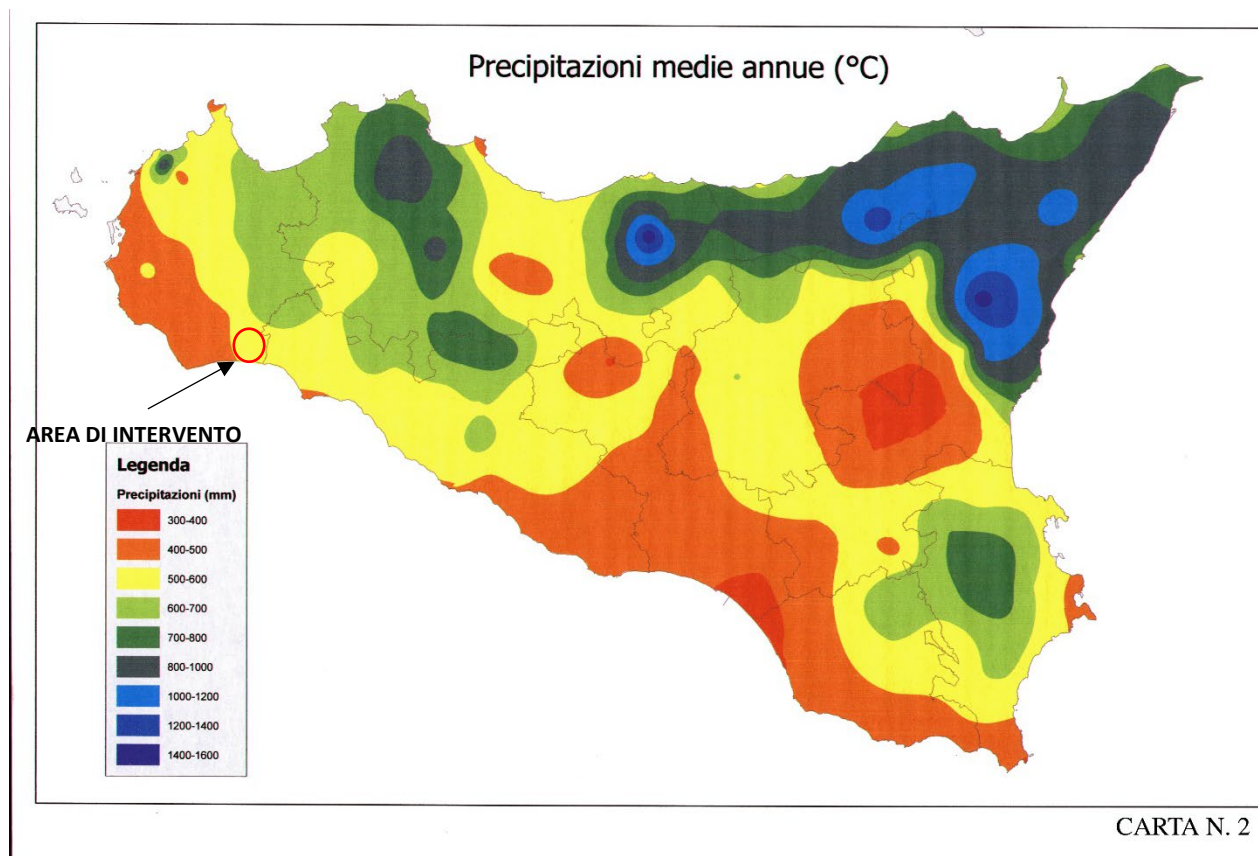 Precipitazioni medie annue (°C)
AREA DI INTERVENTO
Legenda
Precipitazioni (mm)
300-400
400-500
500-600
600-700
700-800
800-1000
1000-1200
1200-1400
1400-1600
CARTA N. 2